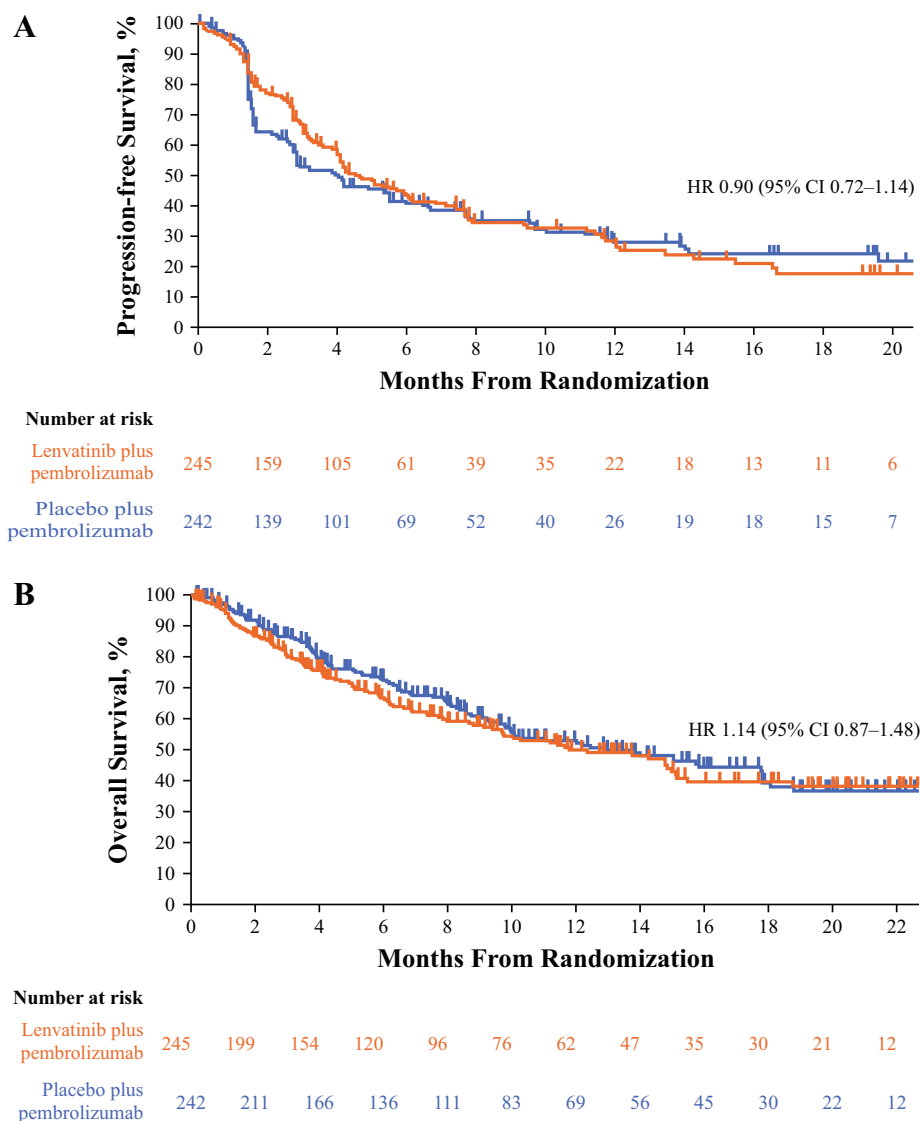 A
Progression-free Survival, %
100
90
80
70
60
50
40
30
20
10
0
HR 0.90 (95% CI 0.72–1.14)
0 2 4 6 8 10 12 14 16 18 20
Months From Randomization
Number at risk
Lenvatinib plus
pembrolizumab
245 159 105 61 39 35 22 18 13 11 6
Placebo plus
pembrolizumab
242 139 101 69 52 40 26 19 18 15 7
B
Overall Survival, %
100
90
80
70
60
50
40
30
20
10
0
HR 1.14 (95% CI 0.87–1.48)
0 2 4 6 8 10 12 14 16 18 20 22
Months From Randomization
Number at risk
Lenvatinib plus
pembrolizumab
245 199 154 120 96 76 62 47 35 30 21 12
Placebo plus
pembrolizumab
242 211 166 136 111 83 69 56 45 30 22 12